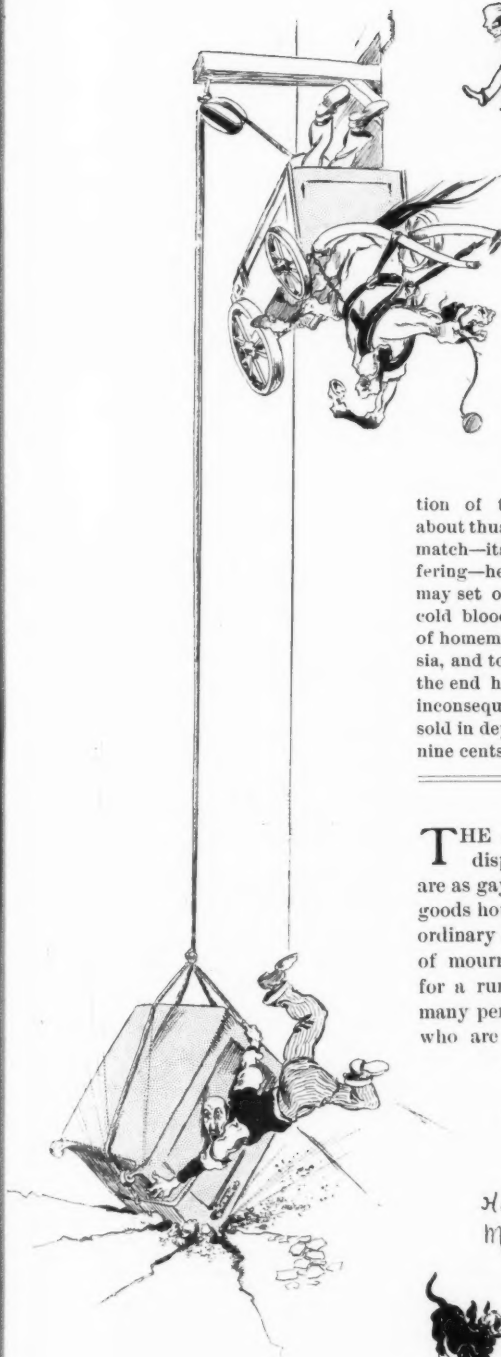 tion of t
about thus
match—its
fering—he
may set o
cold blood
of homem
sia, and to
the end h
inconsequ
sold in de
nine cents
THE
disp
are as gay
goods hou
ordinary
of mourn
for a run
many per
who are
H
M